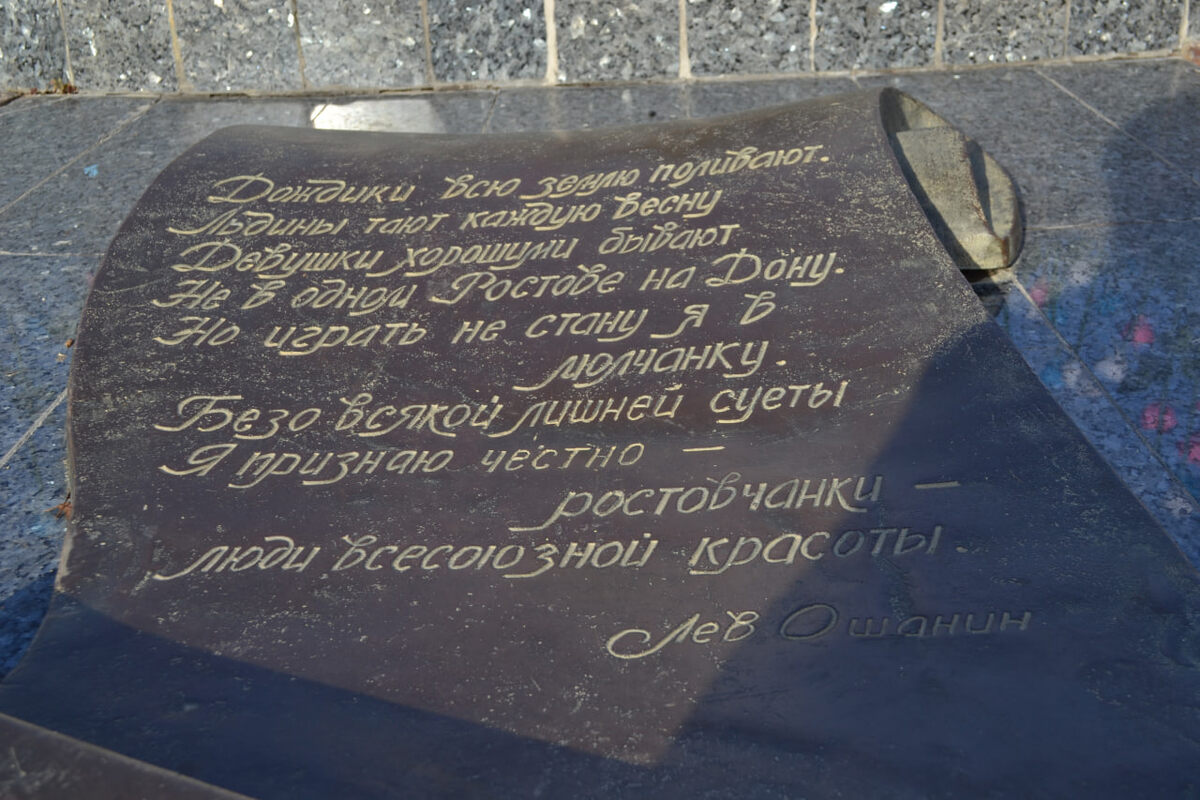 Дождики всю землю поливают.
Льдины тают каждую весну
Девушки хорошими бывают
Не в одном Ростове на Дону.
Но играть не стану я в
молчанку.
Безо всякой лишней суеты
Я признаю честно –
ростовчанки –
люди всесоюзной красоты.
Лев Ошанин